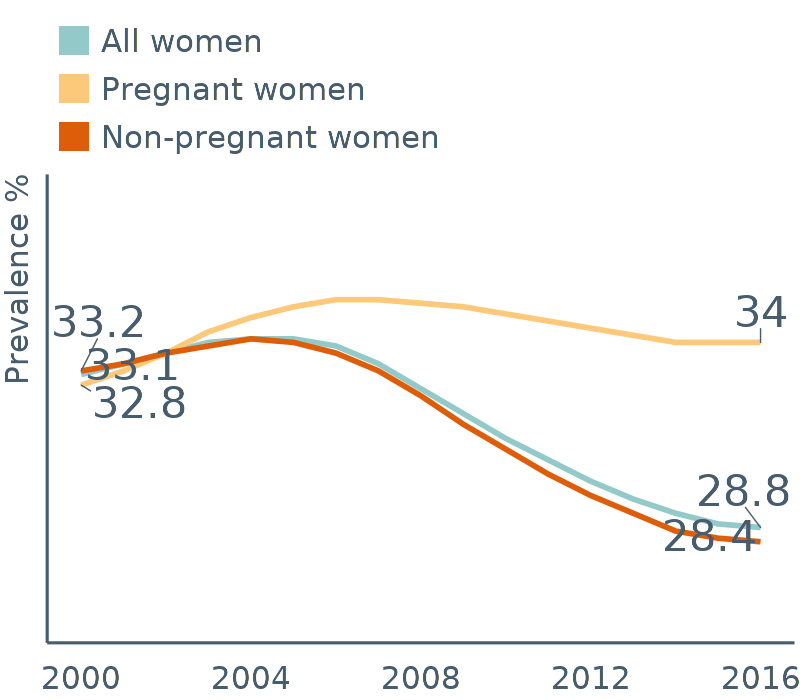 All women
Pregnant women
Non-pregnant women
Prevalence %
33.2
33.1
32.8
34
28.8
28.4
2000 2004 2008 2012 2016